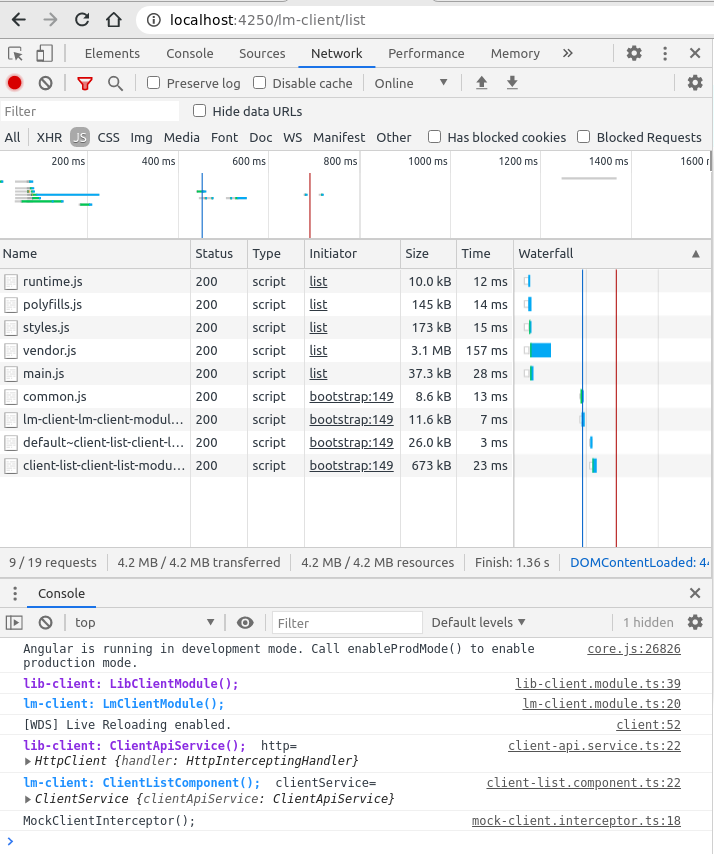 localhost:4250/lm-client/list
Elements Console Sources Network Performance Memory »
Preserve log Disable cache Online
Filter Hide data URLs
All XHR JS CSS Img Media Font Doc WS Manifest Other Has blocked cookies Blocked Requests
200 ms 400 ms 600 ms 800 ms 1000 ms 1200 ms 1400 ms 1600 
Name Status Type Initiator Size Time Waterfall
runtime.js 200 script list 10.0 kB 12 ms
polyfills.js 200 script list 145 kB 14 ms
styles.js 200 script list 173 kB 15 ms
vendor.js 200 script list 3.1 MB 157 ms
main.js 200 script list 37.3 kB 28 ms
common.js 200 script bootstrap:149 8.6 kB 13 ms
lm-client-lm-client-modul... 200 script bootstrap:149 11.6 kB 7 ms
default~client-list-client-l... 200 script bootstrap:149 26.0 kB 3 ms
client-list-client-list-modu... 200 script bootstrap:149 673 kB 23 ms
9 / 19 requests 4.2 MB / 4.2 MB transferred 4.2 MB / 4.2 MB resources Finish: 1.36 s DOMContentLoaded: 44
Console
top Filter Default levels 1 hidden
Angular is running in development mode. Call enableProdMode() to enable core.js:26826
production mode.
lib-client: LibClientModule(); lib-client.module.ts:39
lm-client: LmClientModule(); lm-client.module.ts:20
[WDS] Live Reloading enabled. client:52
lib-client: ClientApiService(); http= client-api.service.ts:22
HttpClient {handler: HttpInterceptingHandler}
lm-client: ClientListComponent(); clientService= client-list.component.ts:22
ClientService {clientApiService: ClientApiService}
MockClientInterceptor(); mock-client.interceptor.ts:18